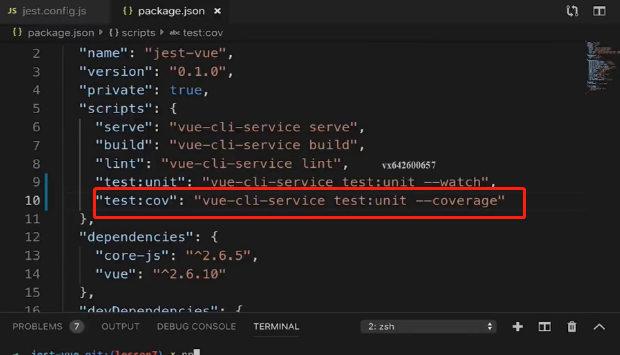 JS jest.config.js {} package.json ×
{} package.json > {} scripts > abc test:cov
2 "name": "jest-vue",
3 "version": "0.1.0",
4 "private": true,
5 "scripts": {
6 "serve": "vue-cli-service serve",
7 "build": "vue-cli-service build",
8 "lint": "vue-cli-service lint",
vx642600657
9 "test:unit": "vue-cli-service test:unit --watch",
10 "test:cov": "vue-cli-service test:unit --coverage"
11 },
12 "dependencies": {
13 "core-js": "^2.6.5",
14 "vue": "^2.6.10"
15 },
16 "devDependencies": {
PROBLEMS 7 OUTPUT DEBUG CONSOLE TERMINAL 2: zsh
jest-vue git:(lesson7) ×